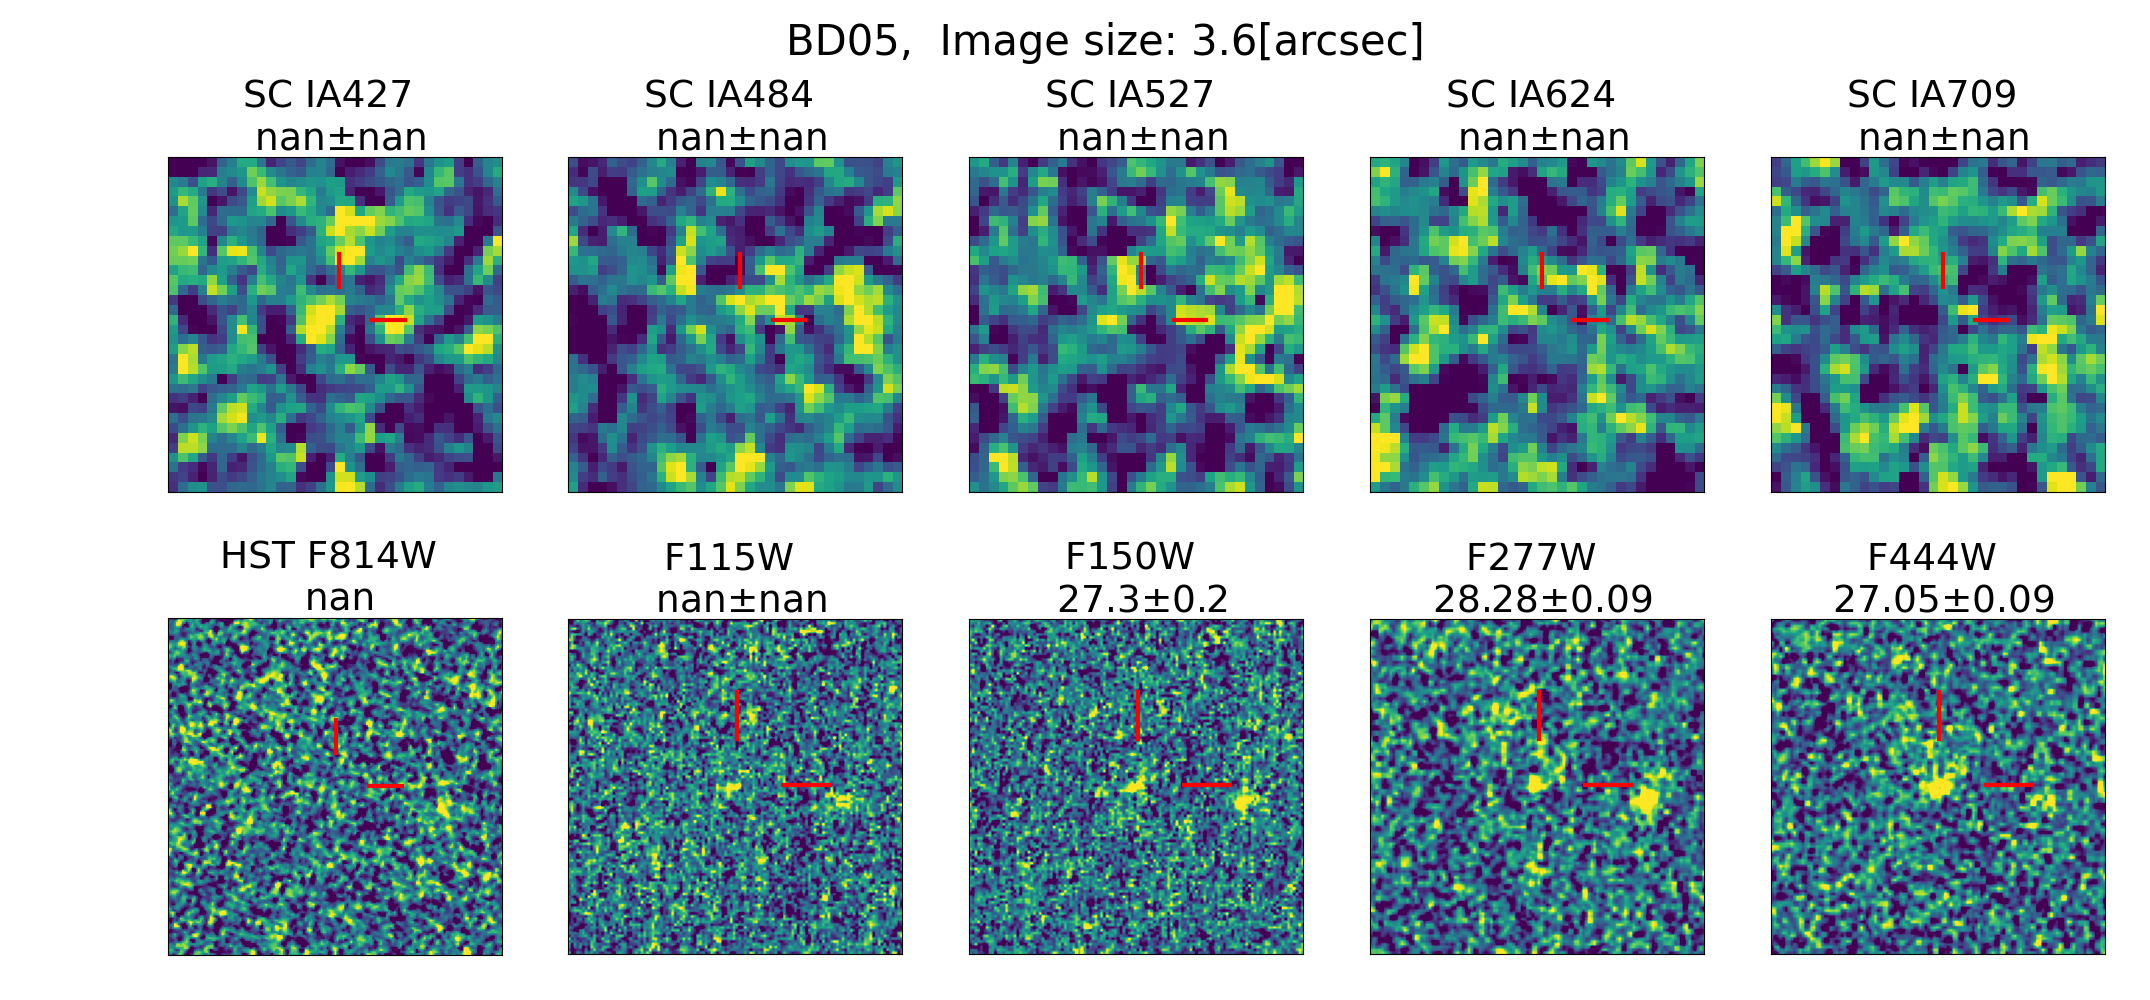 BD05,  Image size: 3.6[arcsec]
SC IA427
nan±nan
SC IA484
nan±nan
SC IA527
nan±nan
SC IA624
nan±nan
SC IA709
nan±nan
HST F814W
nan
F115W
nan±nan
F150W
27.3±0.2
F277W
28.28±0.09
F444W
27.05±0.09